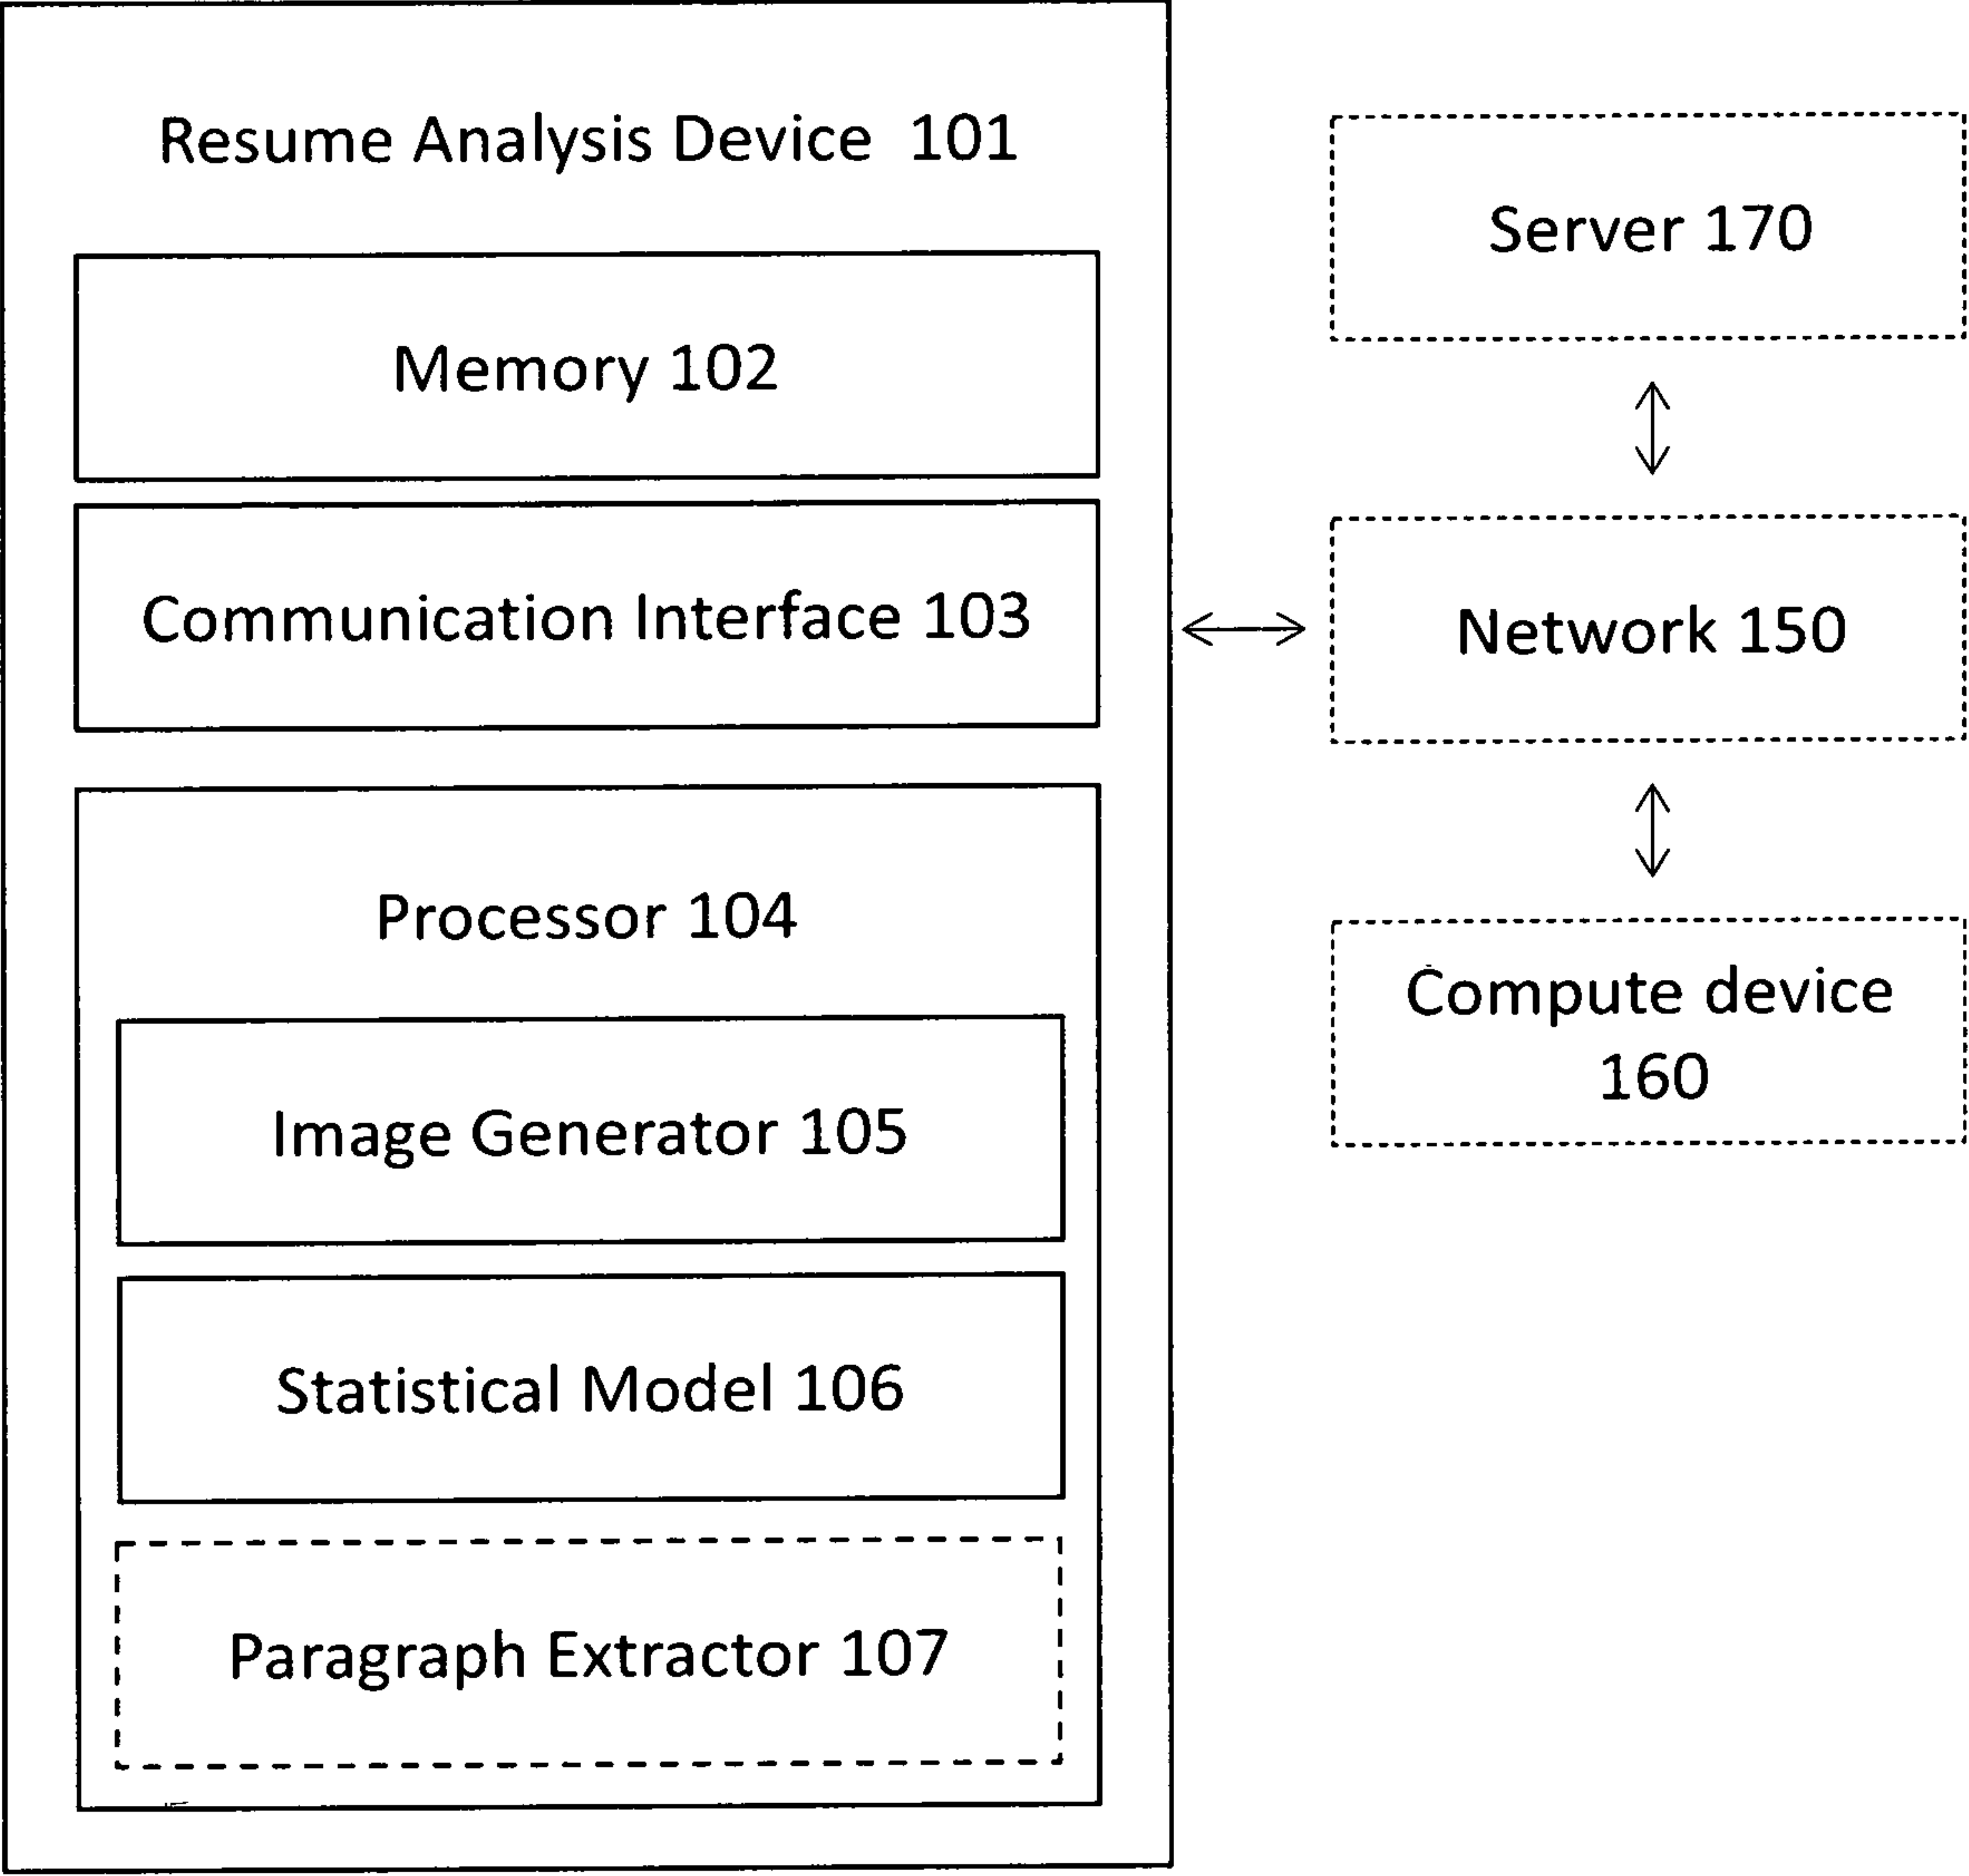 Resume Analysis Device 101
Memory 102
Communication Interface 103
Processor 104
Image Generator 105
Statistical Model 106
Paragraph Extractor 107
Server 170
Network 150
Compute device
160